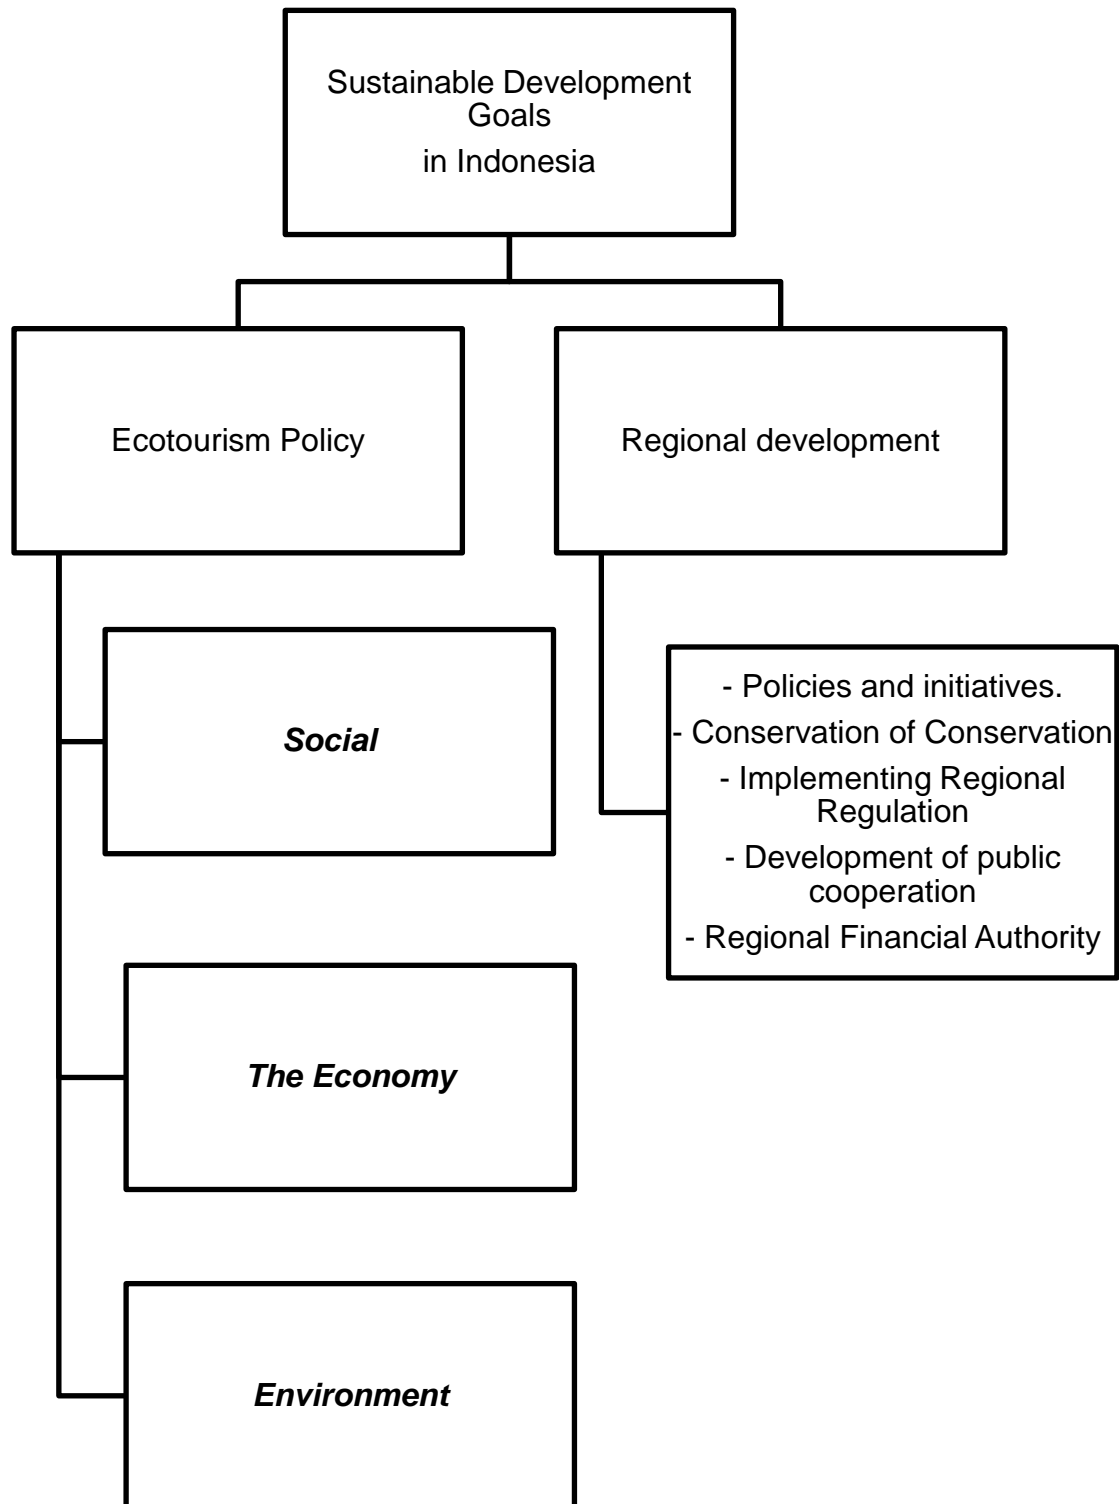 Sustainable Development
Goals
in Indonesia
Ecotourism Policy
Regional development
Social
- Policies and initiatives.
- Conservation of Conservation
- Implementing Regional
Regulation
- Development of public
cooperation
- Regional Financial Authority
The Economy
Environment